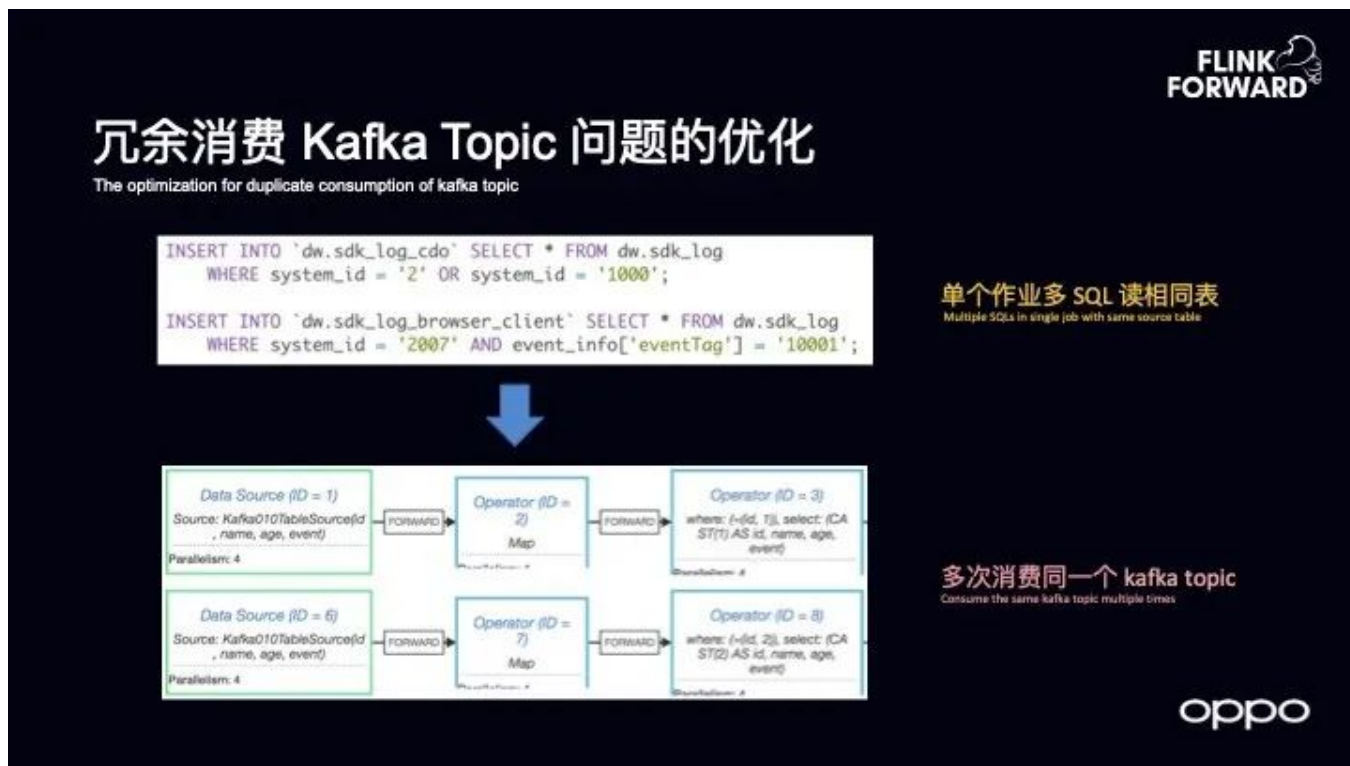 FLINK
FORWARD
冗余消费 Kafka Topic 问题的优化
The optimization for duplicate consumption of kafka topic
INSERT INTO `dw.sdk_log_cdo` SELECT * FROM dw.sdk_log
WHERE system_id = '2' OR system_id = '1000';
INSERT INTO `dw.sdk_log_browser_client` SELECT * FROM dw.sdk_log
WHERE system_id = '2007' AND event_info['eventTag'] = '10001';
单个作业多 SQL 读相同表
Multiple SQLs in single job with same source table
Data Source (ID = 1)
Source: Kafka010TableSource(id
, name, age, event)
Parallelism: 4
FORWARD
Operator (ID =
2)
Map
FORWARD
Operator (ID = 3)
where: (=(id, 1)), select: (CA
ST(1) AS id, name, age,
event)
Data Source (ID = 6)
Source: Kafka010TableSource(id
, name, age, event)
Parallelism: 4
FORWARD
Operator (ID =
7)
Map
FORWARD
Operator (ID = 8)
where: (=(id, 2)), select: (CA
ST(2) AS id, name, age,
event)
多次消费同一个 kafka topic
Consume the same kafka topic multiple times
oppo